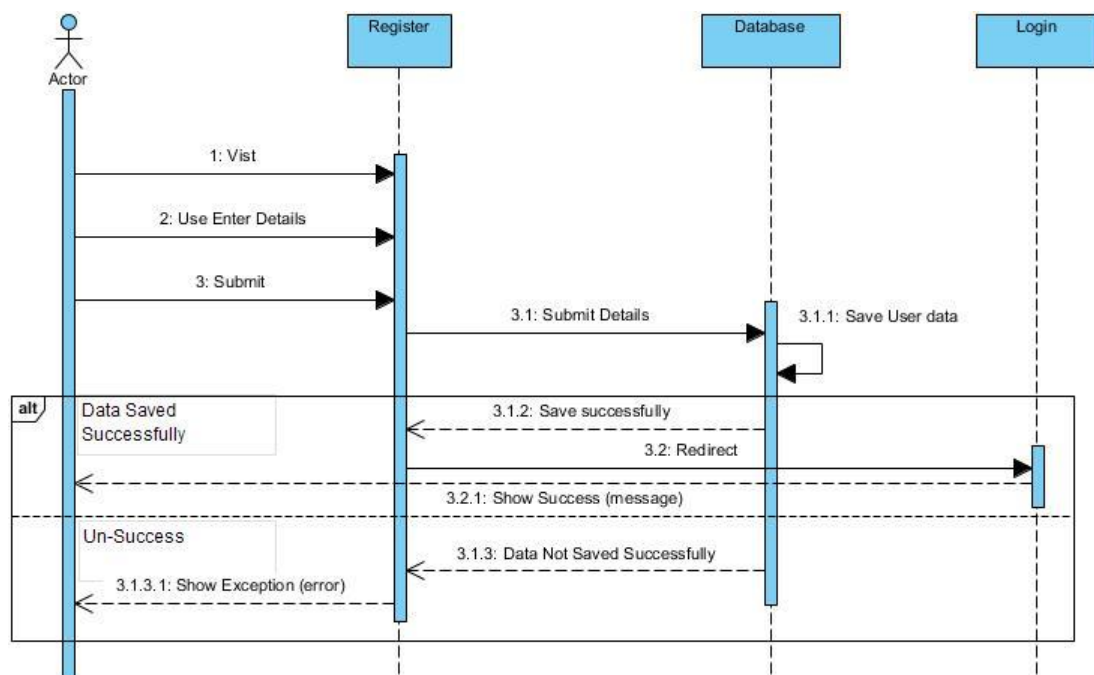 Register
Database
Login
Actor
1: Vist
2: Use Enter Details
3: Submit
3.1: Submit Details
3.1.1: Save User data
alt
Data Saved
Successfully
3.1.2: Save successfully
3.2: Redirect
3.2.1: Show Success (message)
Un-Success
3.1.3: Data Not Saved Successfully
3.1.3.1: Show Exception (error)